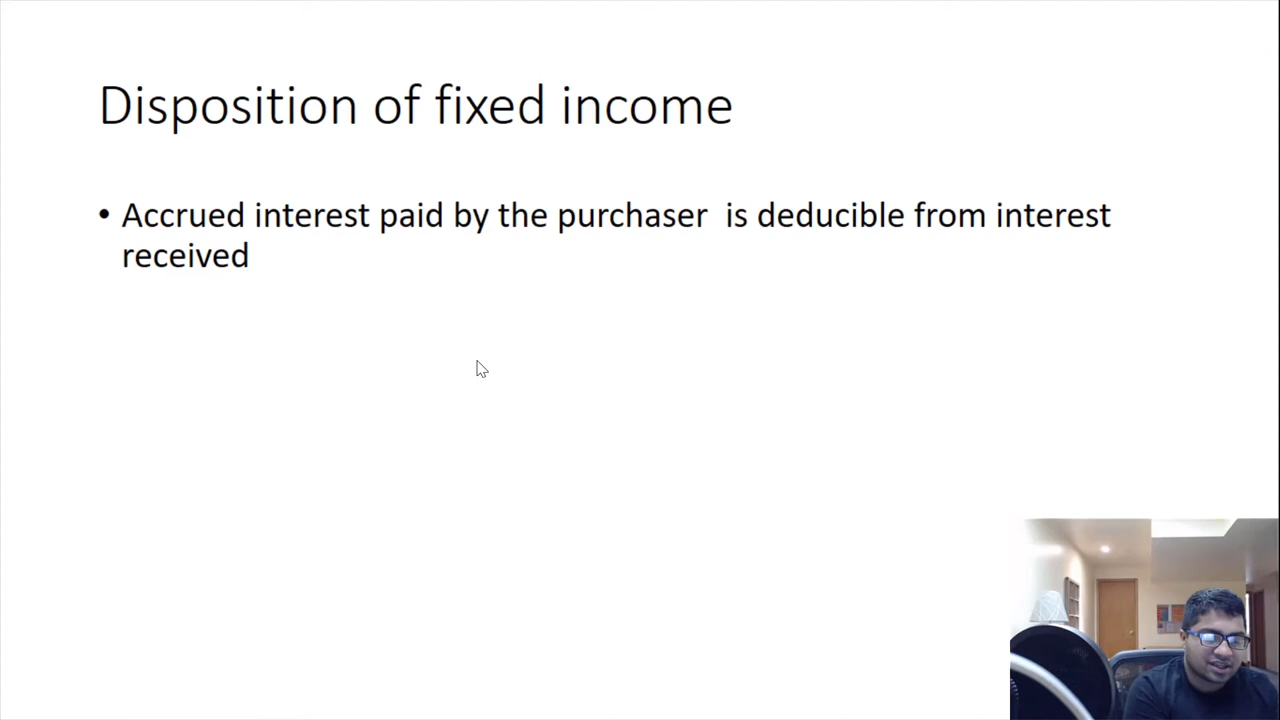 Disposition of fixed income
• Accrued interest paid by the purchaser  is deducible from interest
received